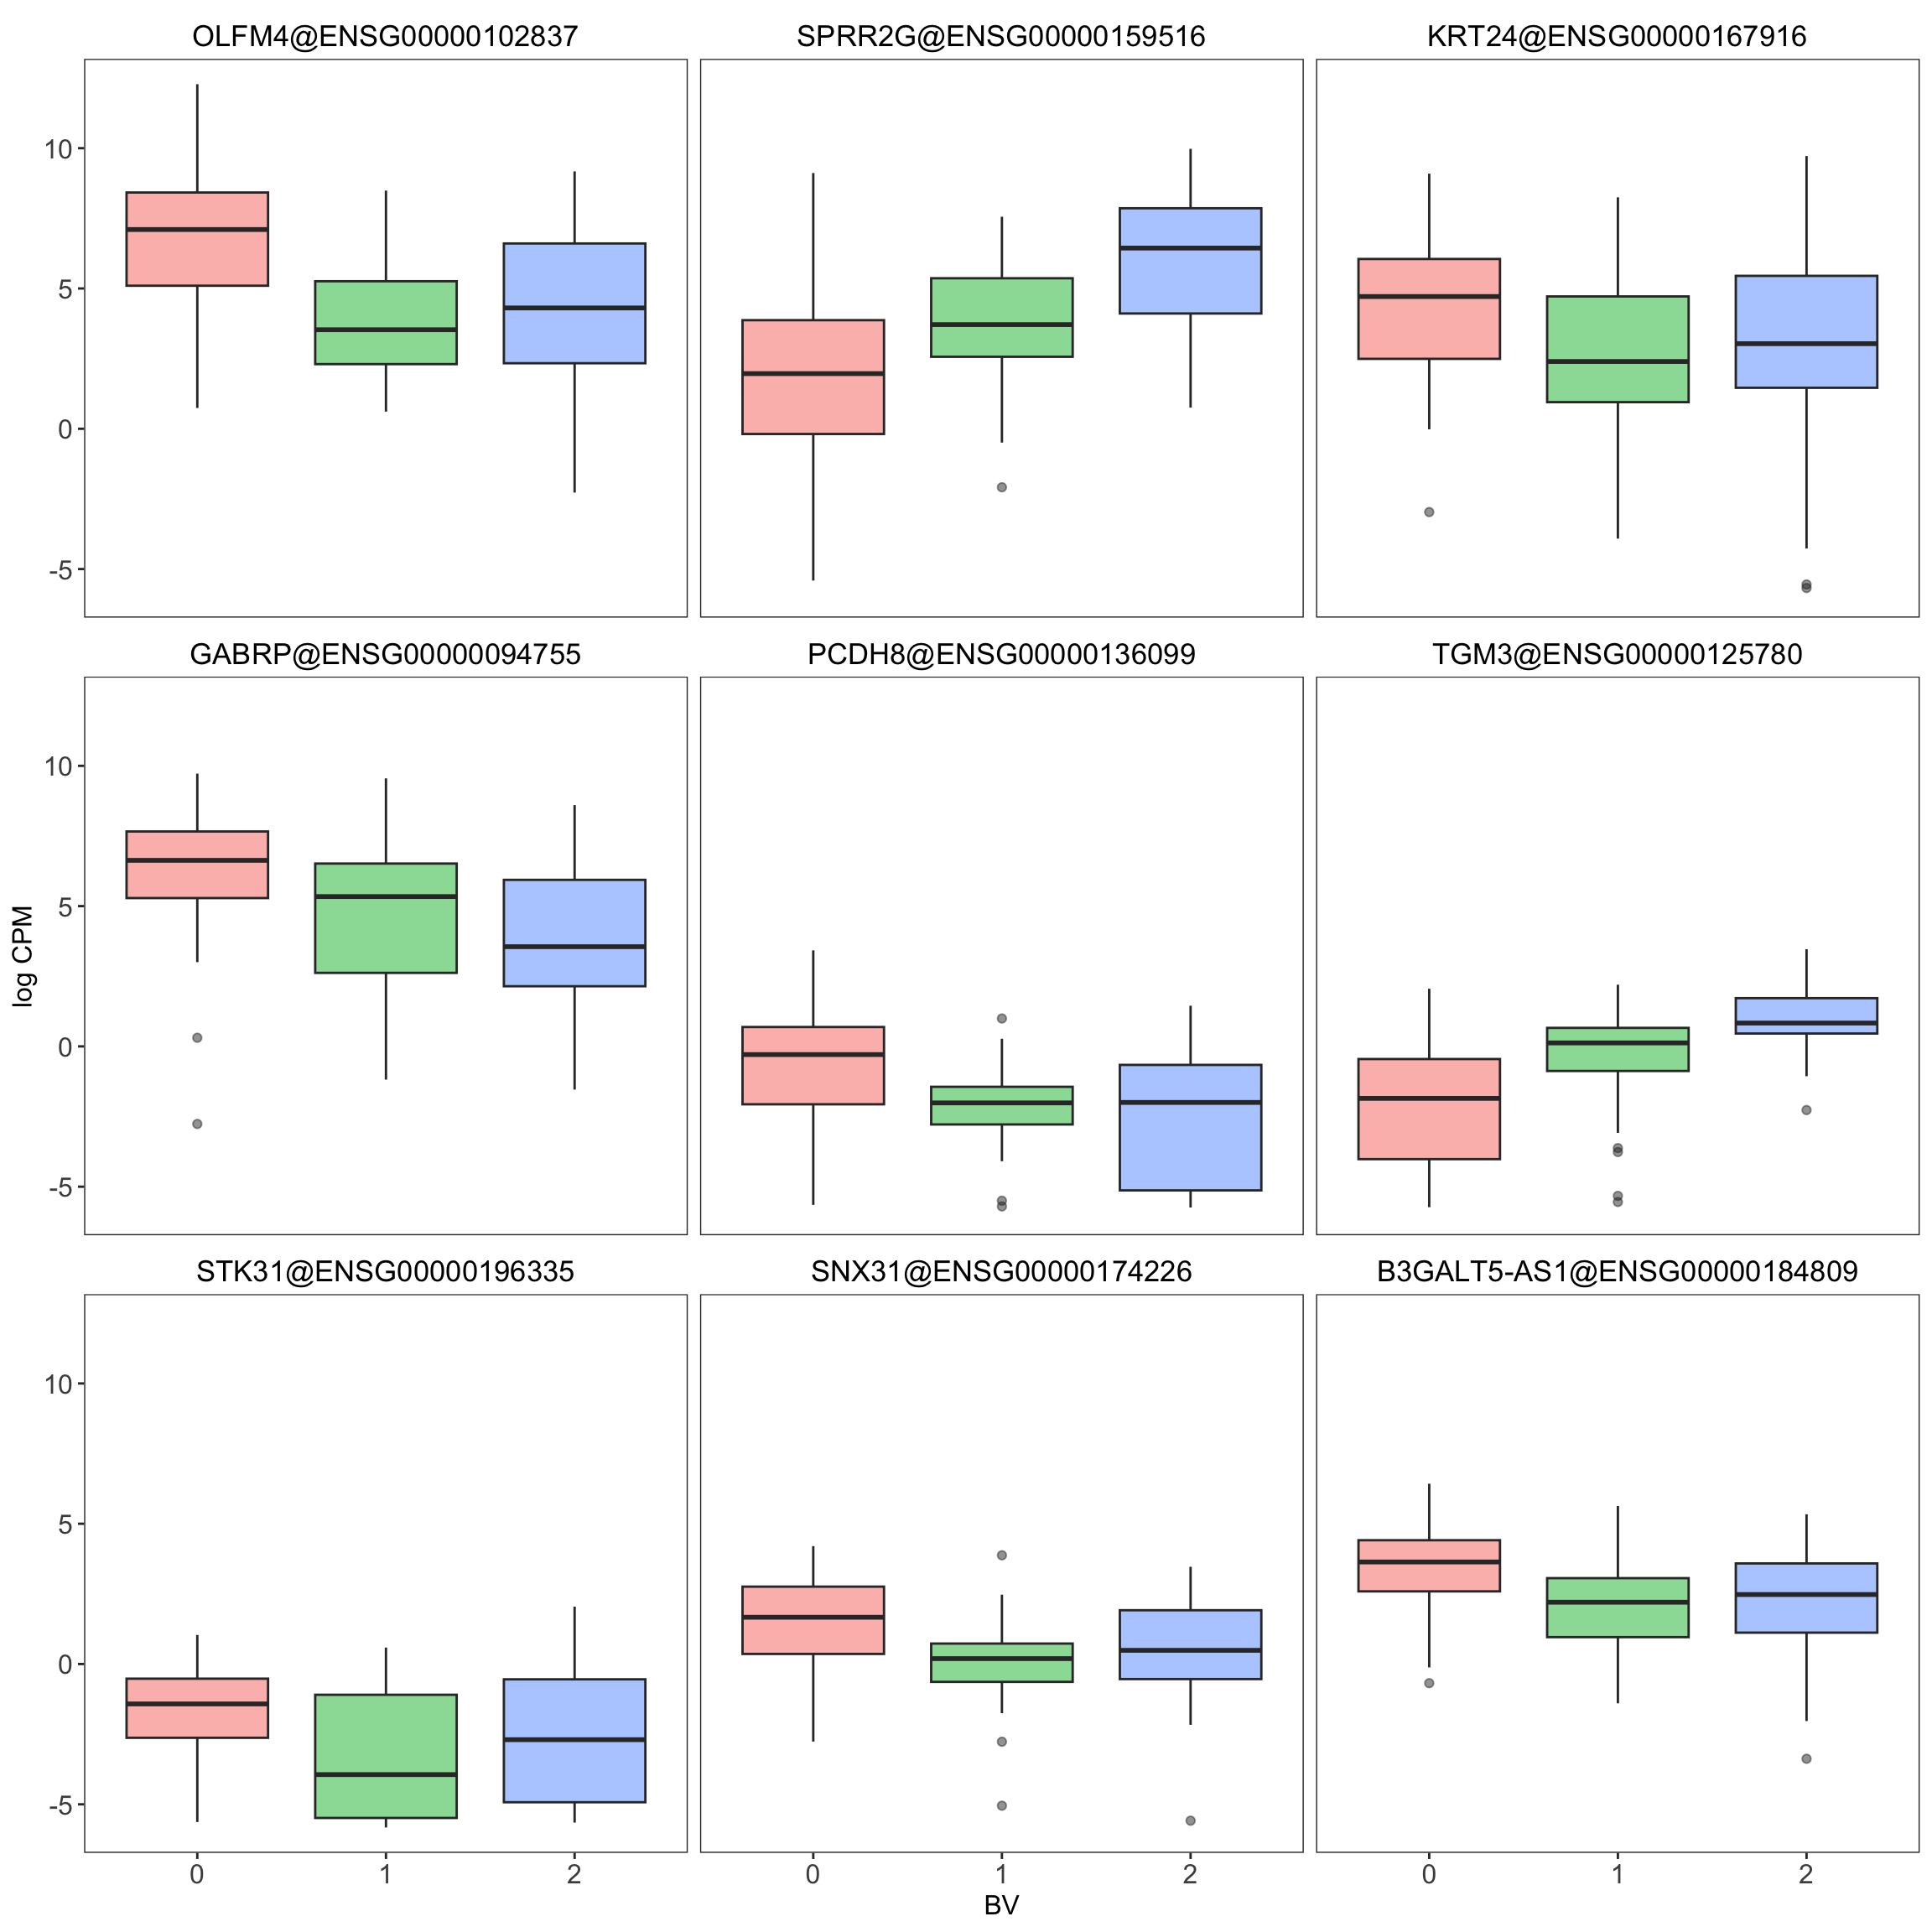 OLFM4@ENSG00000102837
SPRR2G@ENSG00000159516
KRT24@ENSG00000167916
10
5
0
-5
GABRP@ENSG00000094755
PCDH8@ENSG00000136099
TGM3@ENSG00000125780
10
5
0
-5
log CPM
STK31@ENSG00000196335
SNX31@ENSG00000174226
B3GALT5-AS1@ENSG00000184809
10
5
0
-5
0 1 2
0 1 2
0 1 2
BV